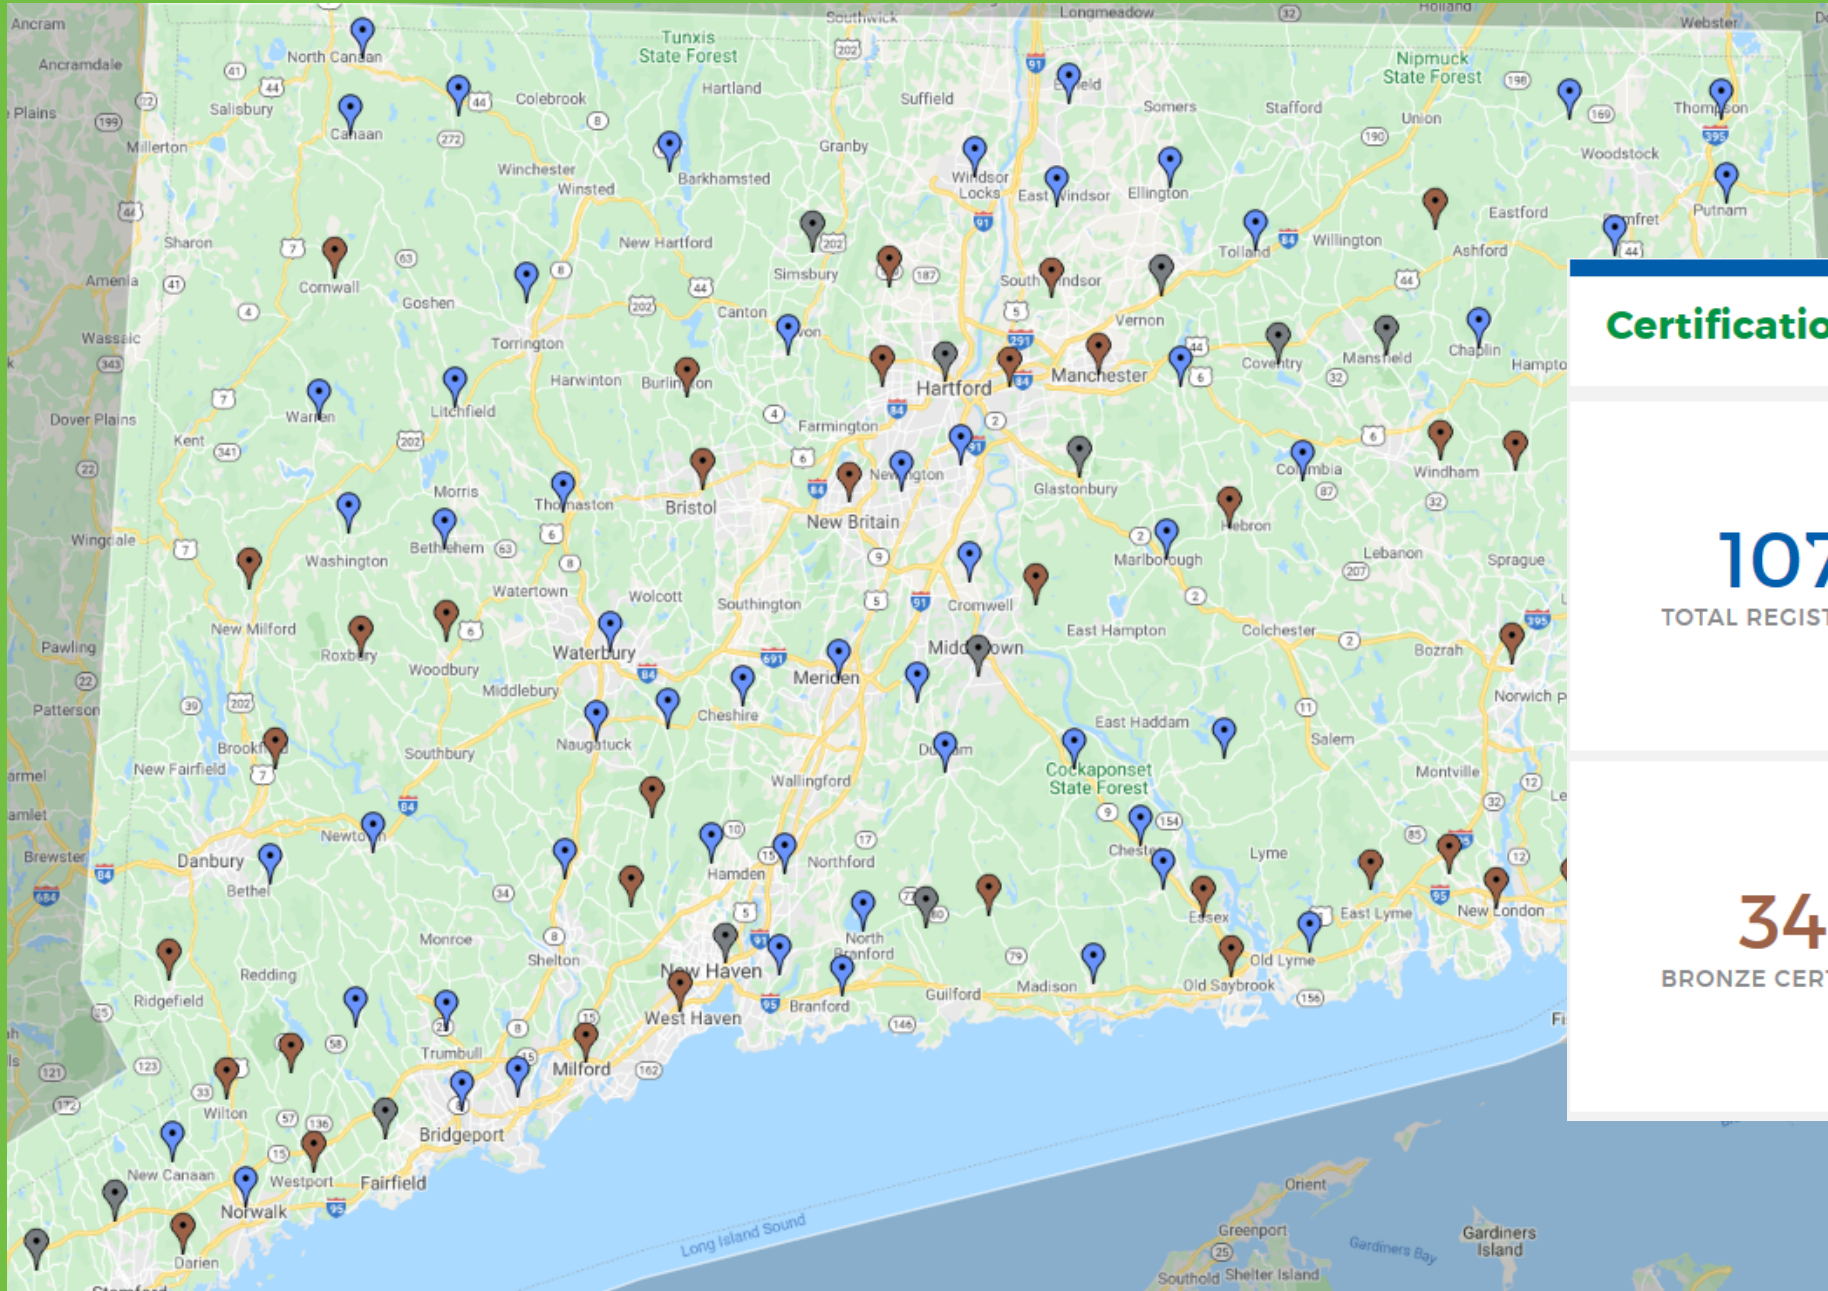 Ancram
North Canaan
Tunxis
State Forest
Southwick
Longmeadow
Holland
Webster
Ancramdale
Nipmuck
State Forest
Salisbury
Colebrook
Hartland
Suffield
Enfield
Somers
Stafford
Union
Thompson
Plains
Canaan
Millerton
Winchester
Winsted
Barkhamsted
Granby
Windsor
Locks
East Windsor
Ellington
Woodstock
Putnam
Sharon
New Hartford
Simsbury
South Windsor
Tolland
Willington
Eastford
Ashford
Pomfret
Amenia
Cornwall
Goshen
Canton
Avon
Vernon
Wassaic
Torrington
Harwinton
Burlington
Hartford
Manchester
Coventry
Mansfield
Chaplin
Hampto
Certificatio
Dover Plains
Warren
Litchfield
Farmington
Kent
Newington
Glastonbury
Columbia
Windham
Morris
Thomaston
Bristol
New Britain
Hebron
Wingdale
Washington
Bethlehem
Marlborough
Lebanon
Sprague
107
TOTAL REGIST
Watertown
Wolcott
Southington
Cromwell
New Milford
Pawling
Roxbury
Woodbury
Waterbury
Middletown
East Hampton
Colchester
Bozrah
Meriden
Middlebury
Patterson
Cheshire
Norwich
Brookfield
Southbury
Naugatuck
Durham
East Haddam
Salem
New Fairfield
Wallingford
Cockaponset
State Forest
Montville
Newtown
Brewster
Danbury
Bethel
Hamden
Northford
Chester
Lyme
Essex
East Lyme
New London
34
BRONZE CER
Monroe
Shelton
North
Branford
Redding
Ridgefield
New Haven
West Haven
Branford
Guilford
Madison
Old Lyme
Old Saybrook
Trumbull
Milford
Wilton
Bridgeport
New Canaan
Westport
Fairfield
Norwalk
Darien
Stamford
Long Island Sound
Orient
Greenport
Gardiners Bay
Gardiners
Island
Southold
Shelter Island